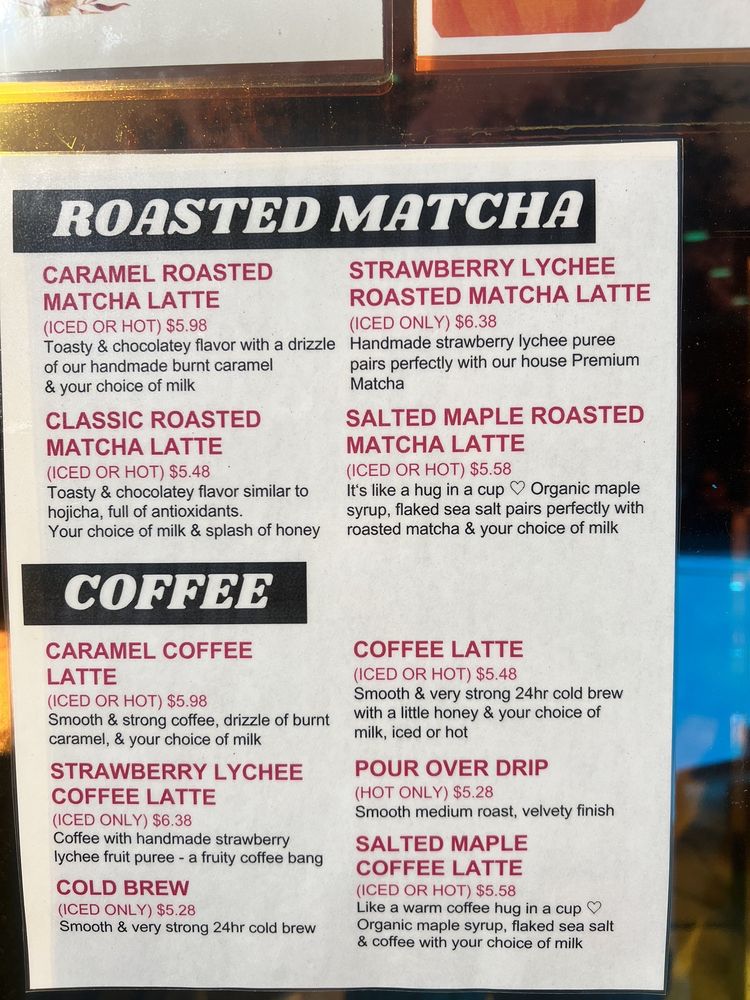 ROASTED MATCHA
CARAMEL ROASTED
MATCHA LATTE
(ICED OR HOT) $5.98
Toasty & chocolatey flavor with a drizzle
of our handmade burnt caramel
& your choice of milk
STRAWBERRY LYCHEE
ROASTED MATCHA LATTE
(ICED ONLY) $6.38
Handmade strawberry lychee puree
pairs perfectly with our house Premium
Matcha
CLASSIC ROASTED
MATCHA LATTE
(ICED OR HOT) $5.48
Toasty & chocolatey flavor similar to
hojicha, full of antioxidants.
Your choice of milk & splash of honey
SALTED MAPLE ROASTED
MATCHA LATTE
(ICED OR HOT) $5.58
It's like a hug in a cup ♡ Organic maple
syrup, flaked sea salt pairs perfectly with
roasted matcha & your choice of milk
COFFEE
CARAMEL COFFEE
LATTE
(ICED OR HOT) $5.98
Smooth & strong coffee, drizzle of burnt
caramel, & your choice of milk
COFFEE LATTE
(ICED OR HOT) $5.48
Smooth & very strong 24hr cold brew
with a little honey & your choice of
milk, iced or hot
STRAWBERRY LYCHEE
COFFEE LATTE
(ICED ONLY) $6.38
Coffee with handmade strawberry
lychee fruit puree - a fruity coffee bang
POUR OVER DRIP
(HOT ONLY) $5.28
Smooth medium roast, velvety finish
COLD BREW
(ICED ONLY) $5.28
Smooth & very strong 24hr cold brew
SALTED MAPLE
COFFEE LATTE
(ICED OR HOT) $5.58
Like a warm coffee hug in a cup ♡
Organic maple syrup, flaked sea salt
& coffee with your choice of milk